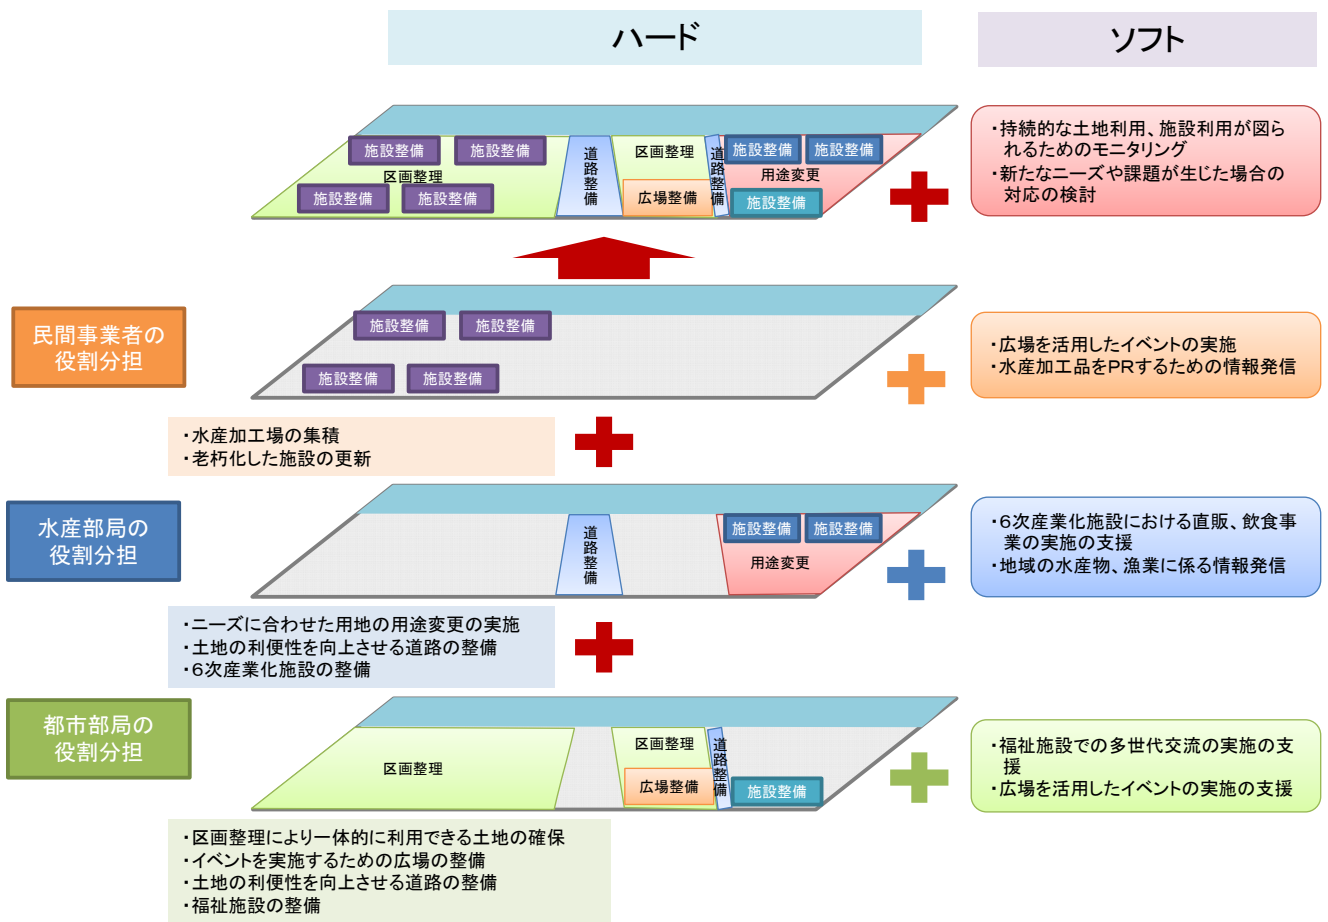 ハード
ソフト
施設整備
施設整備
区画整理
施設整備
施設整備
道路整備
区画整理
広場整備
道路整備
施設整備
施設整備
用途変更
施設整備
・持続的な土地利用、施設利用が図ら
れるためのモニタリング
・新たなニーズや課題が生じた場合の
対応の検討
民間事業者の
役割分担
施設整備
施設整備
施設整備
施設整備
・広場を活用したイベントの実施
・水産加工品をPRするための情報発信
・水産加工場の集積
・老朽化した施設の更新
水産部局の
役割分担
道路整備
施設整備
施設整備
用途変更
・6次産業化施設における直販、飲食事
業の実施の支援
・地域の水産物、漁業に係る情報発信
・ニーズに合わせた用地の用途変更の実施
・土地の利便性を向上させる道路の整備
・6次産業化施設の整備
都市部局の
役割分担
区画整理
区画整理
広場整備
道路整備
施設整備
・福祉施設での多世代交流の実施の支
援
・広場を活用したイベントの実施の支援
・区画整理により一体的に利用できる土地の確保
・イベントを実施するための広場の整備
・土地の利便性を向上させる道路の整備
・福祉施設の整備